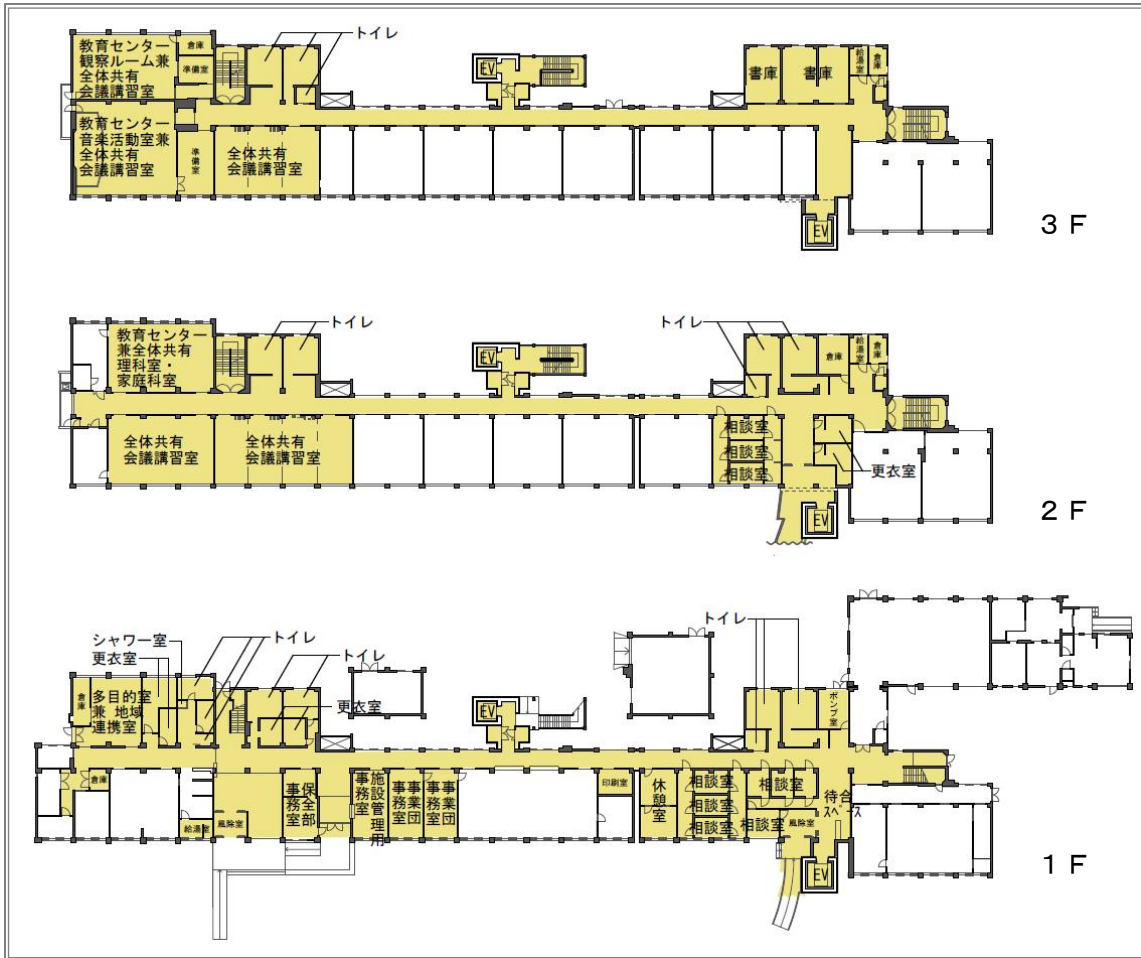 トイレ
教育センター
観察ルーム兼
全体共有
会議講習室
倉庫
準備室
EV
書庫
書庫
給湯室
倉庫
教育センター
音楽活動室兼
全体共有
会議講習室
準備室
全体共有
会議講習室
EV
3 F
トイレ
トイレ
教育センター
兼全体共有
理科室・
家庭科室
EV
倉庫
給湯室
倉庫
全体共有
会議講習室
全体共有
会議講習室
相談室
相談室
相談室
更衣室
EV
2 F
シャワー室
更衣室
トイレ
トイレ
トイレ
倉庫
多目的室
兼 地域
連携室
更衣室
EV
ポンプ室
倉庫
給湯室
風除室
保全部
事務室
施設管理用
事務室
事業団
事務室
事業団
事務室
印刷室
休憩室
相談室
相談室
相談室
相談室
相談室
風除室
待合
スペース
EV
1 F